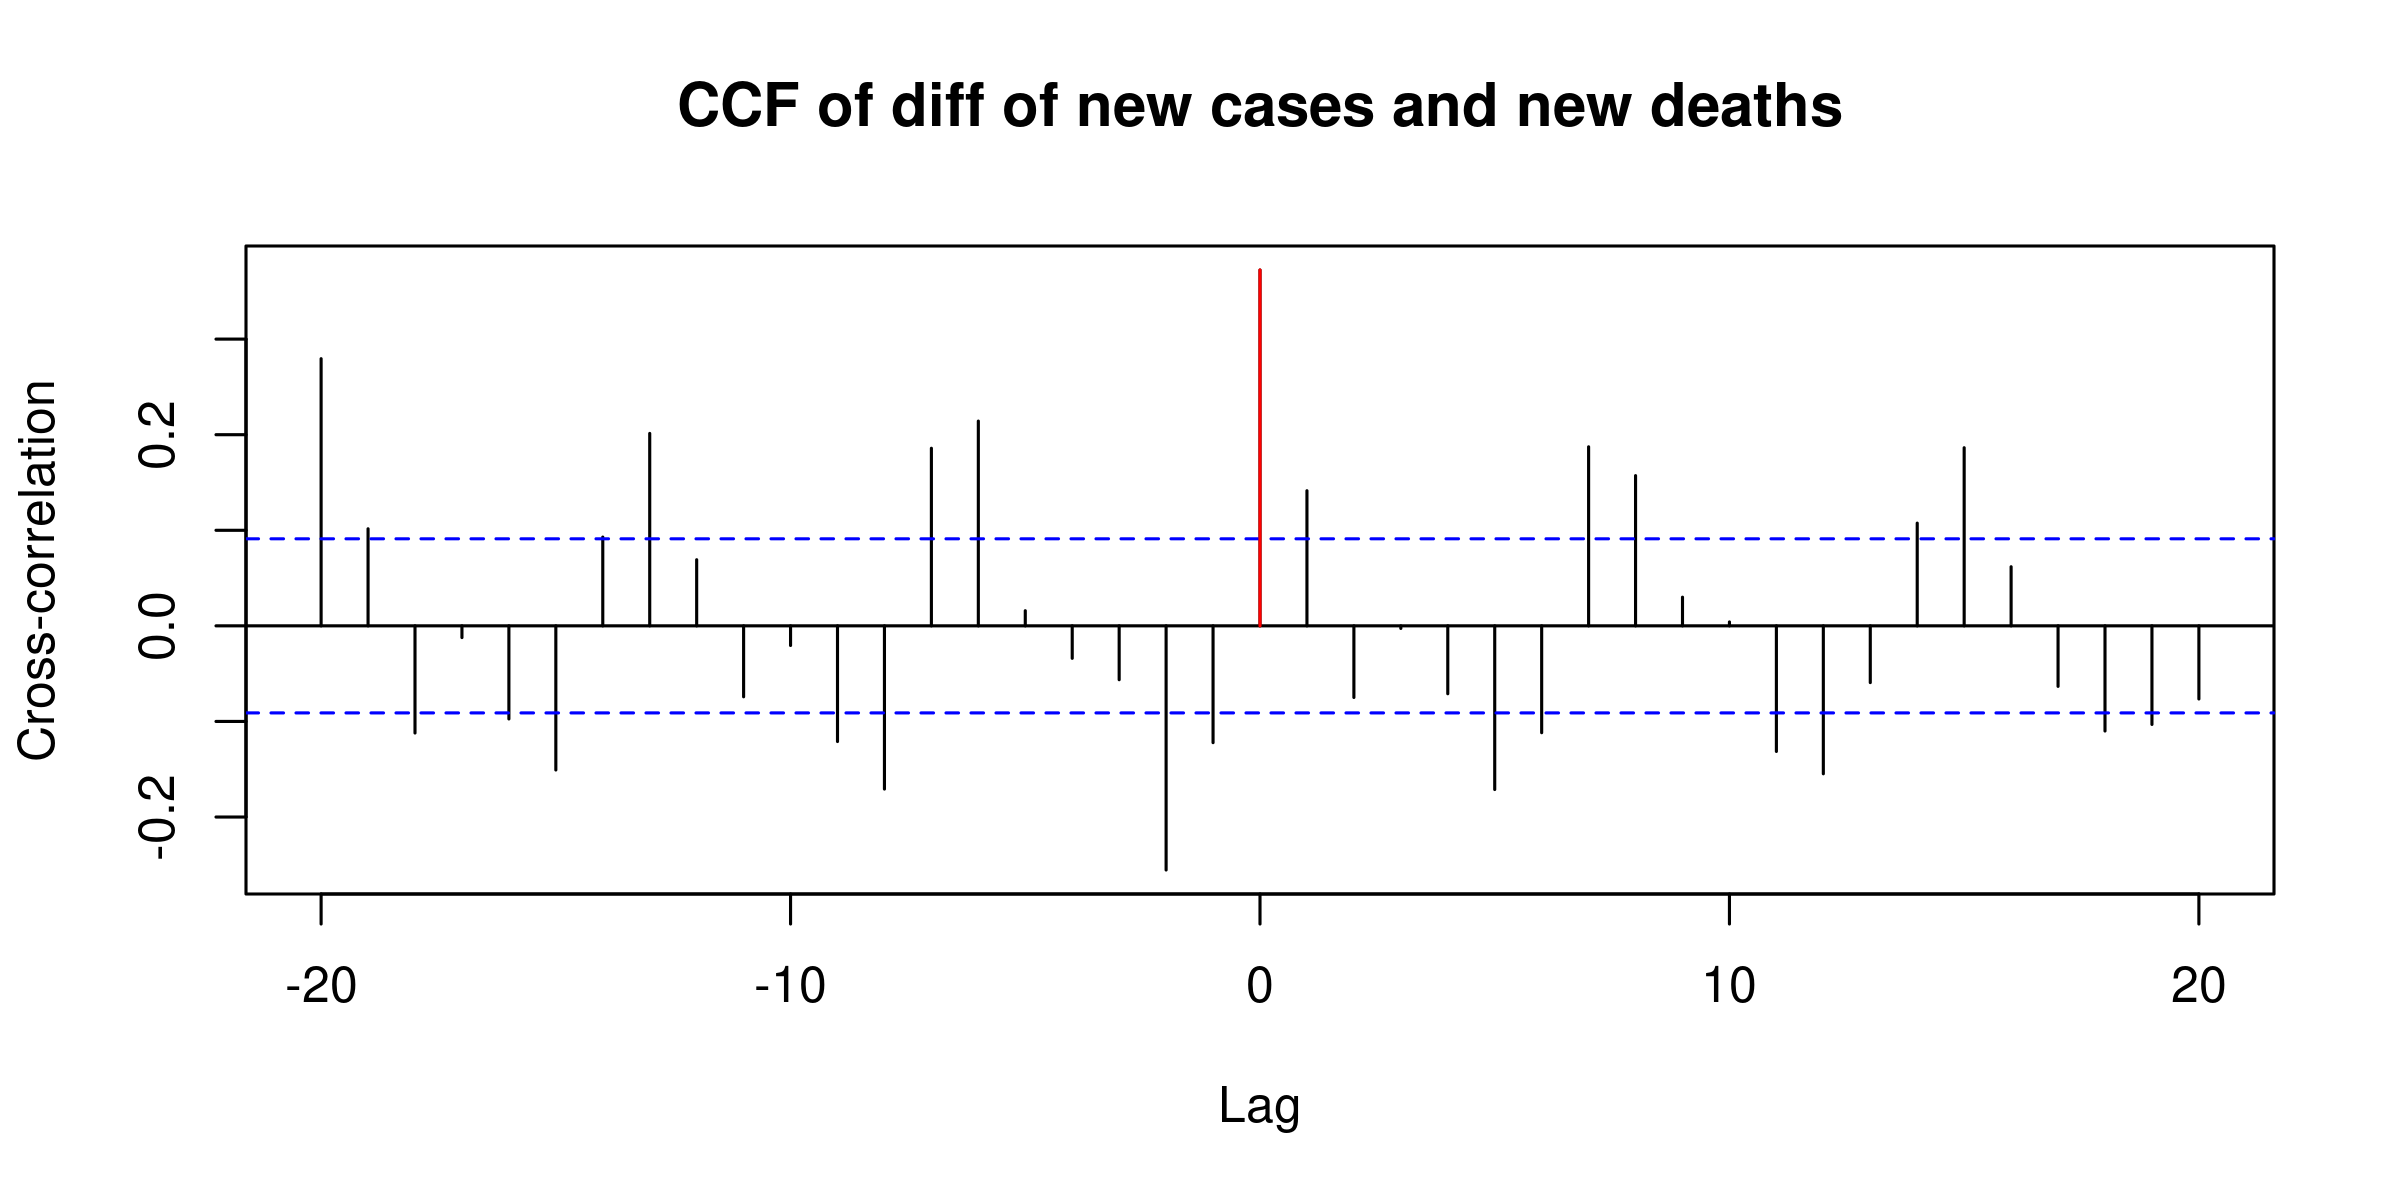 CCF of diff of new cases and new deaths
Cross-correlation
0.2
0.0
-0.2
-20 -10 0 10 20
Lag